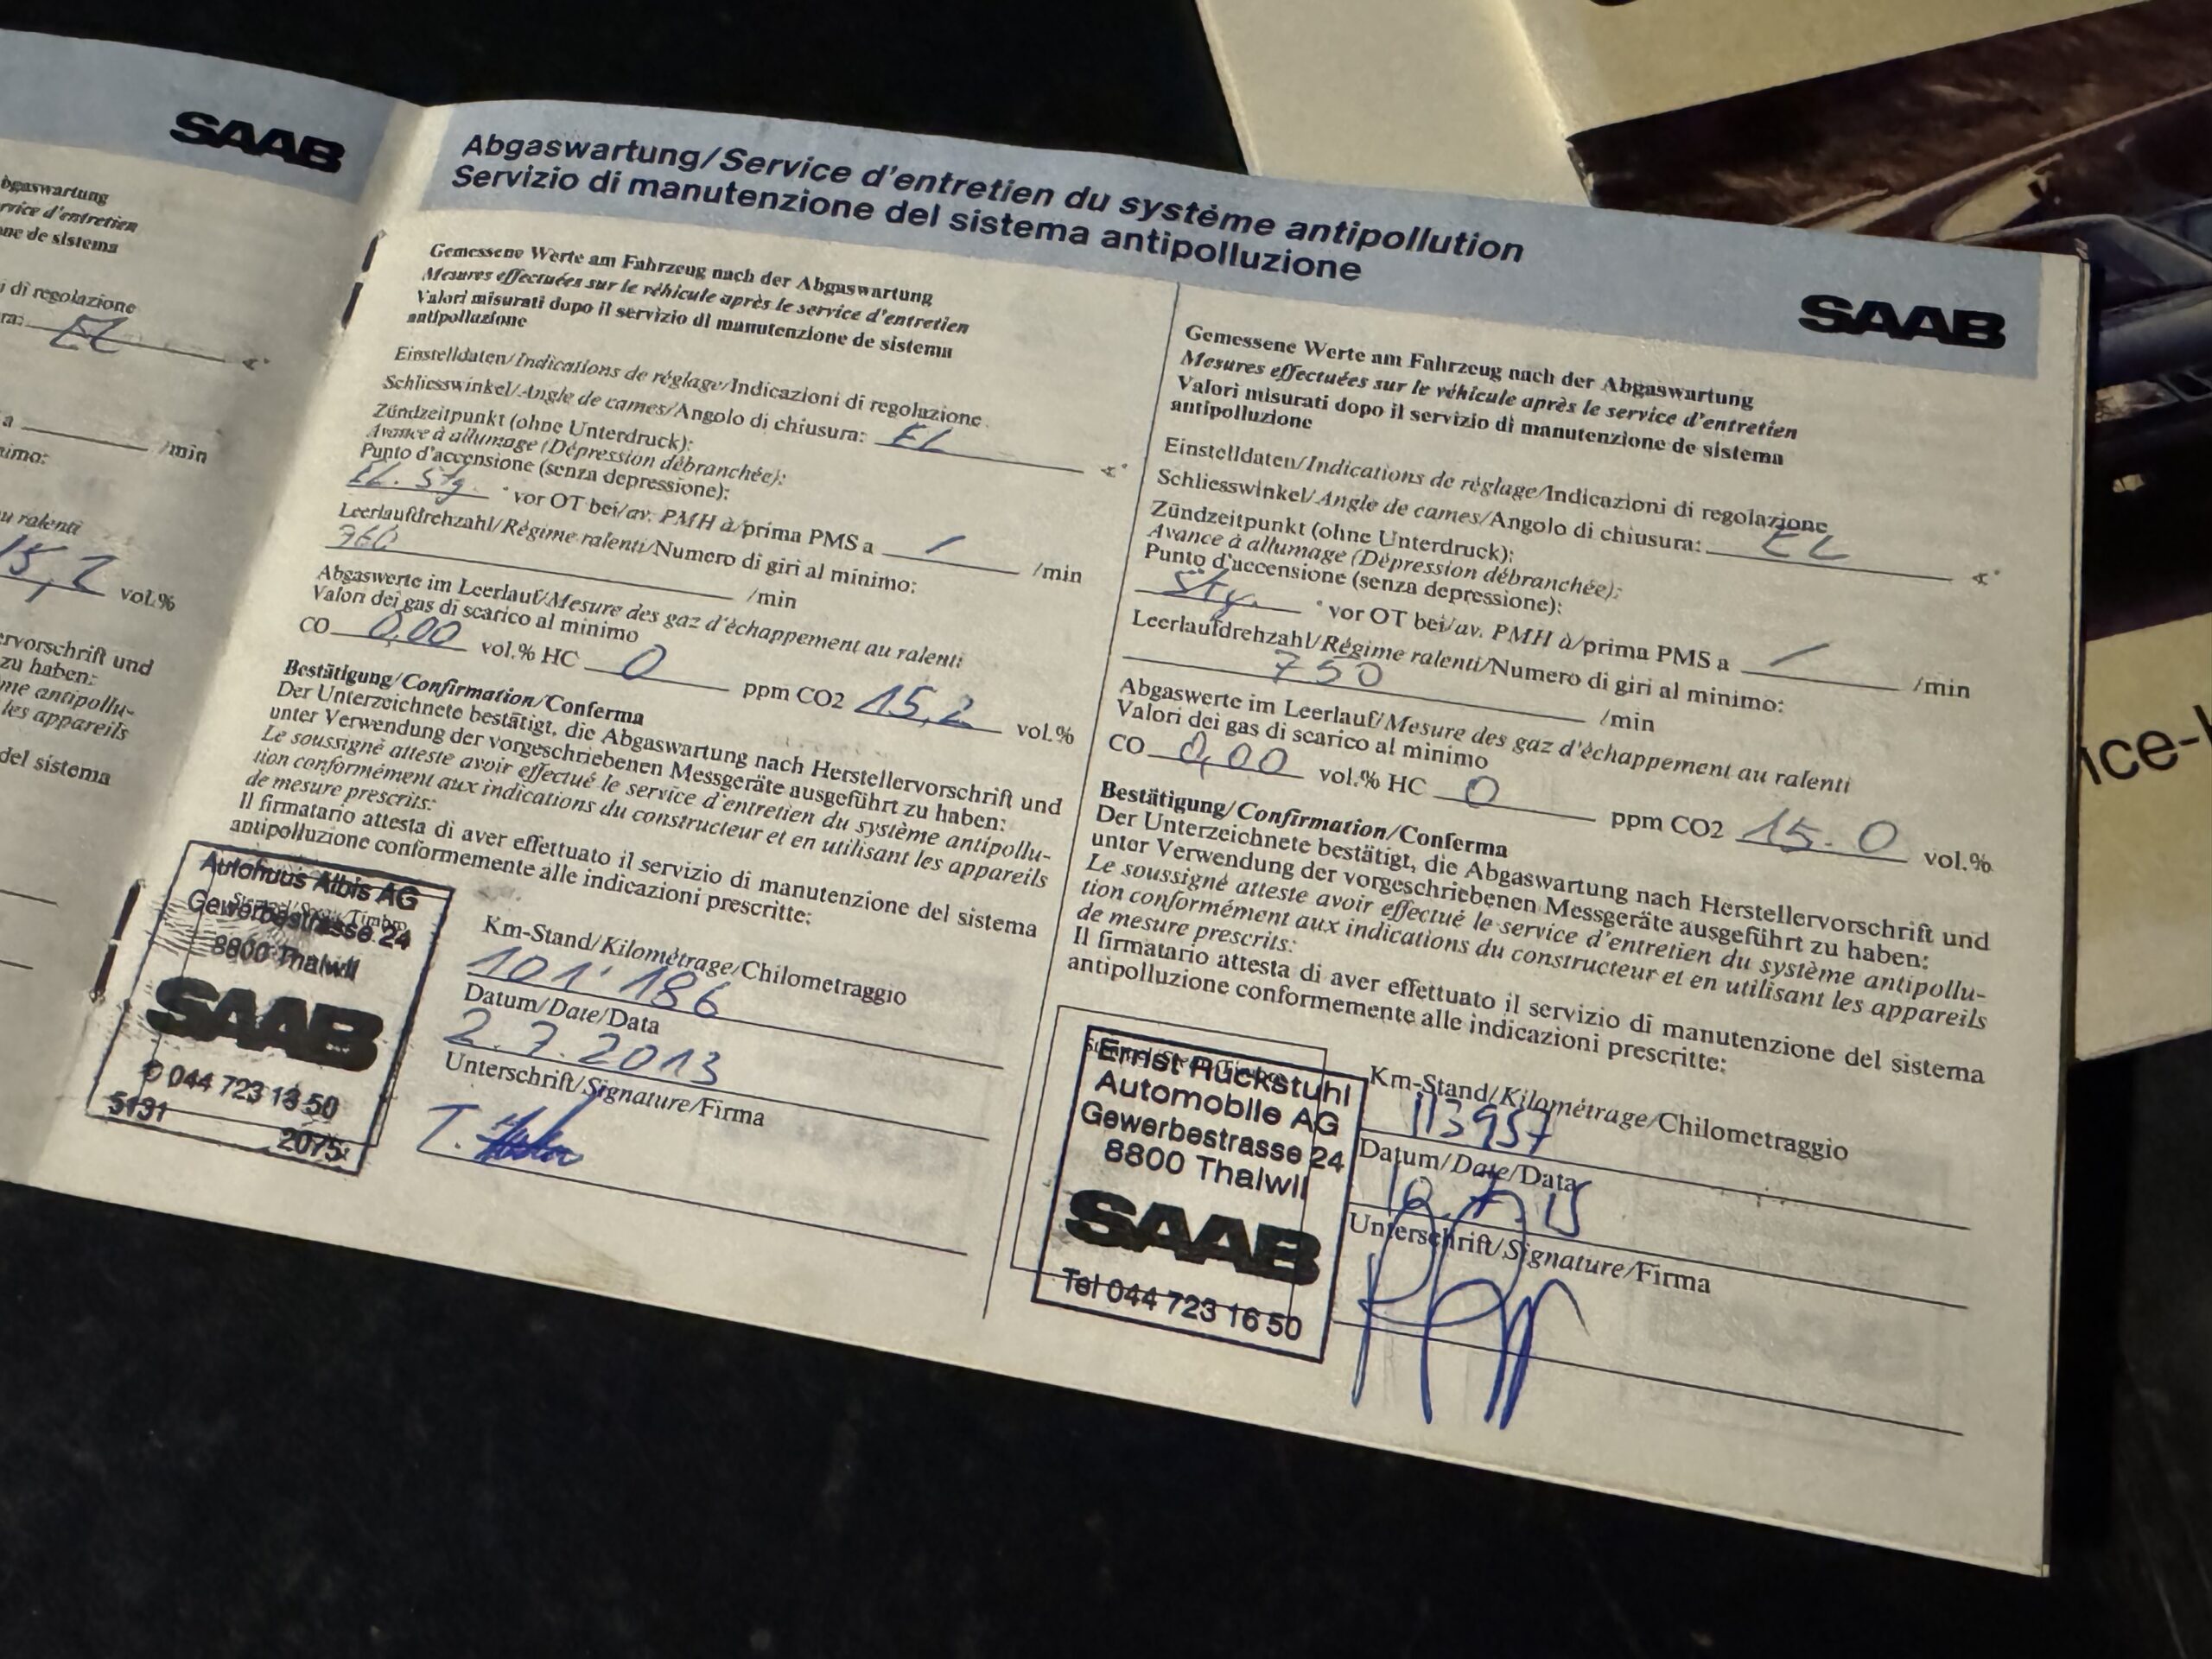 SAAB
bgaswartung
rvice d'entretien
ne de sistema
di regolazione
ra: EL °
a /min
imo:
u ralenti
15,2 vol.%
ervorschrift und
zu haben:
me antipollu-
les appareils
del sistema
Abgaswartung/Service d'entretien du système antipollution
Servizio di manutenzione del sistema antipolluzione
SAAB
Gemessene Werte am Fahrzeug nach der Abgaswartung
Mesures effectuées sur le véhicule après le service d'entretien
Valori misurati dopo il servizio di manutenzione de sistema
antipolluzione
Einstelldaten/Indications de réglage/Indicazioni di regolazione
Schliesswinkel/Angle de cames/Angolo di chiusura: EL °
Zündzeitpunkt (ohne Unterdruck):
Avance à allumage (Dépression débranchée):
Punto d'accensione (senza depressione):
EL. Stg. ° vor OT bei/av. PMH à/prima PMS a / /min
Leerlaufdrehzahl/Régime ralenti/Numero di giri al minimo:
760 /min
Abgaswerte im Leerlauf/Mesure des gaz d'échappement au ralenti
Valori dei gas di scarico al minimo
CO 0,00 vol.% HC 0 ppm CO2 15,2 vol.%
Bestätigung/Confirmation/Conferma
Der Unterzeichnete bestätigt, die Abgaswartung nach Herstellervorschrift und
unter Verwendung der vorgeschriebenen Messgeräte ausgeführt zu haben:
Le soussigné atteste avoir effectué le service d'entretien du système antipollu-
tion conformément aux indications du constructeur et en utilisant les appareils
de mesure prescrits:
Il firmatario attesta di aver effettuato il servizio di manutenzione del sistema
antipolluzione conformemente alle indicazioni prescritte:
Autohuus Albis AG
Gewerbestrasse 24
8800 Thalwil
SAAB
✆ 044 723 13 50
5131 2075
Km-Stand/Kilométrage/Chilometraggio
101'186
Datum/Date/Data
2.7.2013
Unterschrift/Signature/Firma
T.
Gemessene Werte am Fahrzeug nach der Abgaswartung
Mesures effectuées sur le véhicule après le service d'entretien
Valori misurati dopo il servizio di manutenzione de sistema
antipolluzione
Einstelldaten/Indications de réglage/Indicazioni di regolazione
Schliesswinkel/Angle de cames/Angolo di chiusura: EL °
Zündzeitpunkt (ohne Unterdruck):
Avance à allumage (Dépression débranchée):
Punto d'accensione (senza depressione):
Stg. ° vor OT bei/av. PMH à/prima PMS a / /min
Leerlaufdrehzahl/Régime ralenti/Numero di giri al minimo:
750 /min
Abgaswerte im Leerlauf/Mesure des gaz d'échappement au ralenti
Valori dei gas di scarico al minimo
CO 0,00 vol.% HC 0 ppm CO2 15.0 vol.%
Bestätigung/Confirmation/Conferma
Der Unterzeichnete bestätigt, die Abgaswartung nach Herstellervorschrift und
unter Verwendung der vorgeschriebenen Messgeräte ausgeführt zu haben:
Le soussigné atteste avoir effectué le service d'entretien du système antipollu-
tion conformément aux indications du constructeur et en utilisant les appareils
de mesure prescrits:
Il firmatario attesta di aver effettuato il servizio di manutenzione del sistema
antipolluzione conformemente alle indicazioni prescritte:
Ernst Ruckstuhl
Automobile AG
Gewerbestrasse 24
8800 Thalwil
SAAB
Tel 044 723 16 50
Km-Stand/Kilométrage/Chilometraggio
113957
Datum/Date/Data
Unterschrift/Signature/Firma
ice-